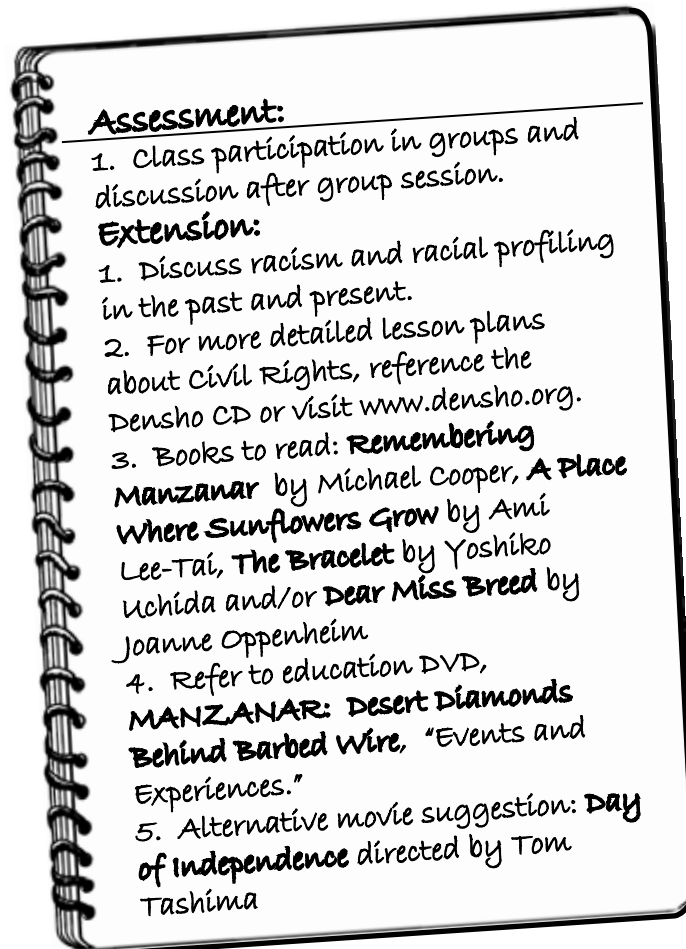 Assessment:
1. Class participation in groups and
discussion after group session.
Extension:
1. Discuss racism and racial profiling
in the past and present.
2. For more detailed lesson plans
about Civil Rights, reference the
Densho CD or visit www.densho.org.
3. Books to read: Remembering
Manzanar by Michael Cooper, A Place
Where Sunflowers Grow by Ami
Lee-Tai, The Bracelet by Yoshiko
Uchida and/or Dear Miss Breed by
Joanne Oppenheim
4. Refer to education DVD,
MANZANAR: Desert Diamonds
Behind Barbed Wire, “Events and
Experiences.”
5. Alternative movie suggestion: Day
of Independence directed by Tom
Tashima